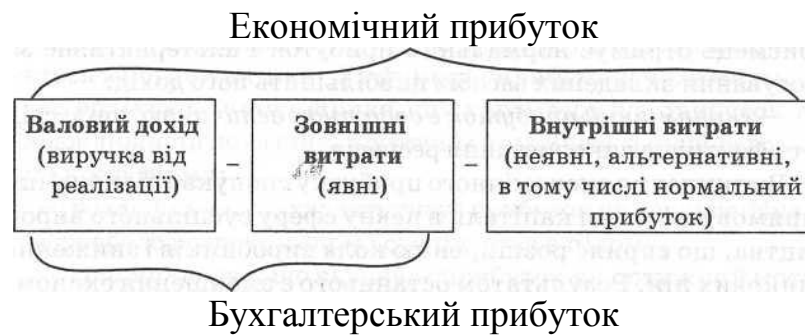 Економічний прибуток
Валовий дохід
(виручка від
реалізації)
–
Зовнішні
витрати
(явні)
–
Внутрішні витрати
(неявні, альтернативні,
в тому числі нормальний
прибуток)
Бухгалтерський прибуток